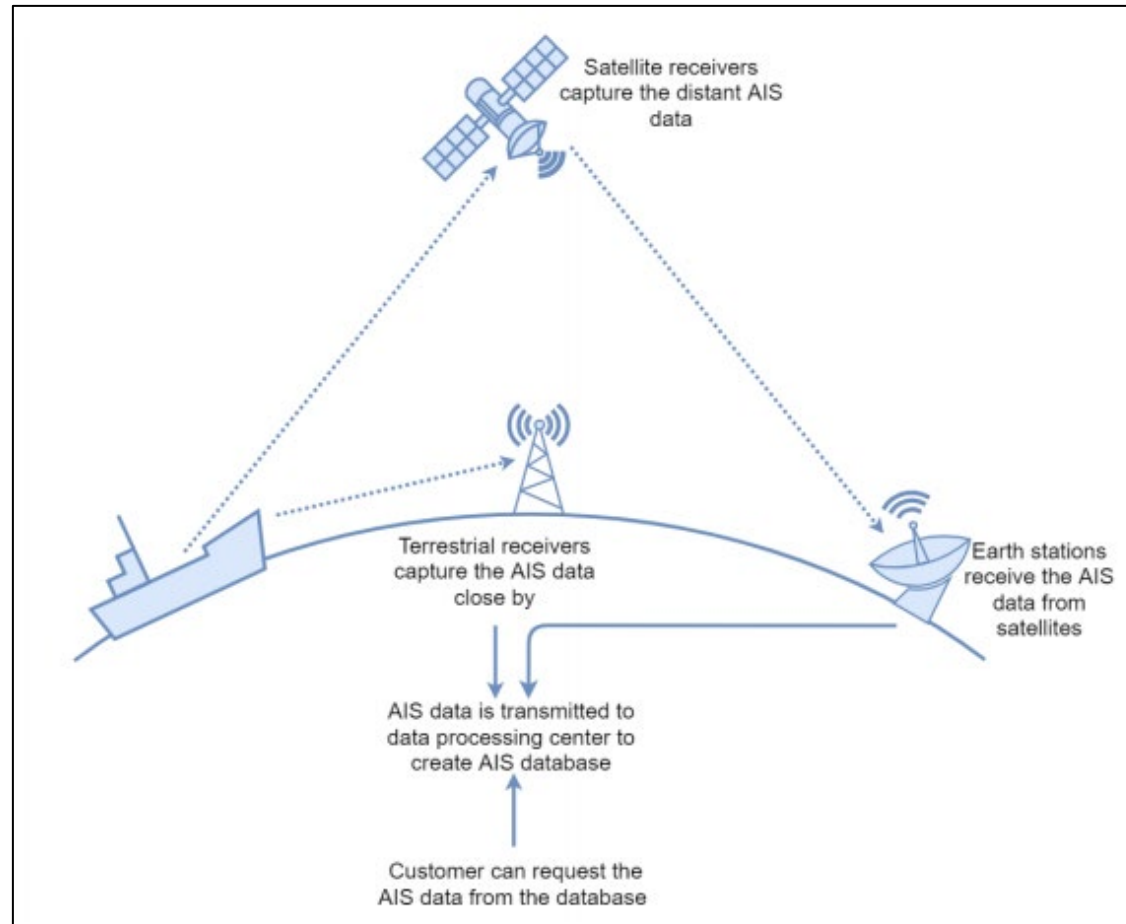 Satellite receivers
capture the distant AIS
data
Terrestrial receivers
capture the AIS data
close by
Earth stations
receive the AIS
data from
satellites
AIS data is transmitted to
data processing center to
create AIS database
Customer can request the
AIS data from the database